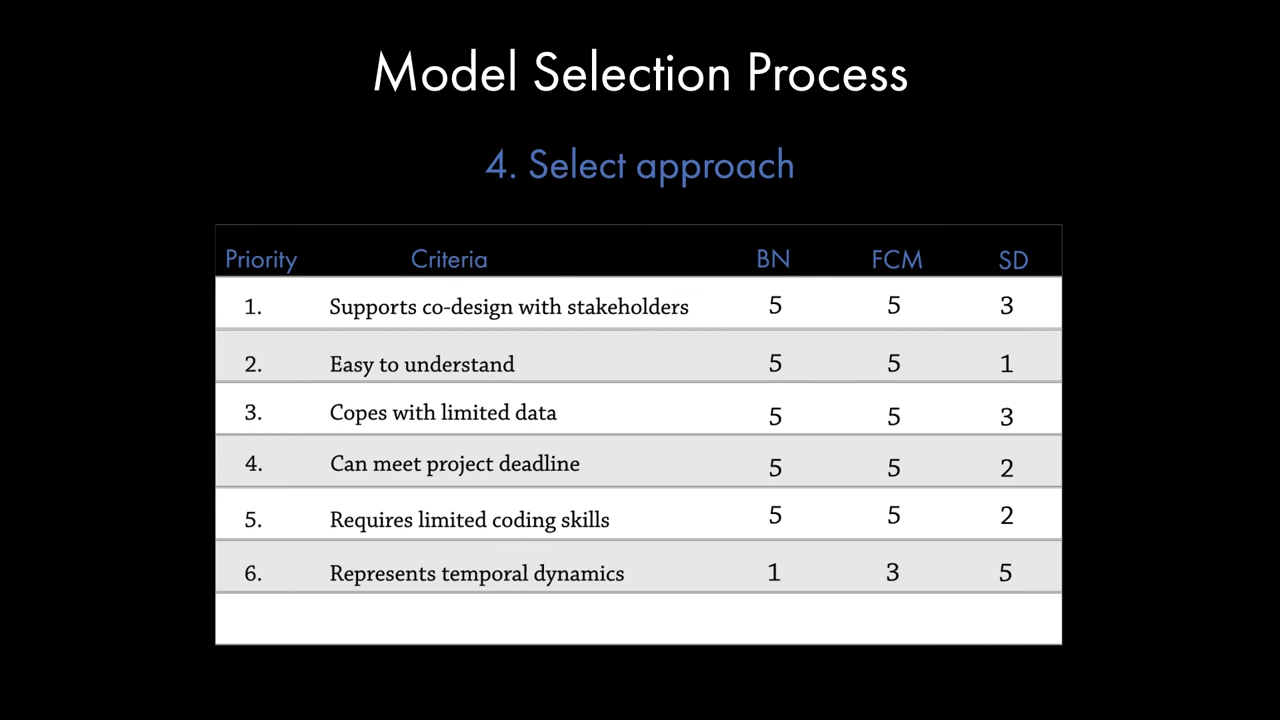 Model Selection Process
4. Select approach
Priority Criteria BN FCM SD
1. Supports co-design with stakeholders 5 5 3
2. Easy to understand 5 5 1
3. Copes with limited data 5 5 3
4. Can meet project deadline 5 5 2
5. Requires limited coding skills 5 5 2
6. Represents temporal dynamics 1 3 5